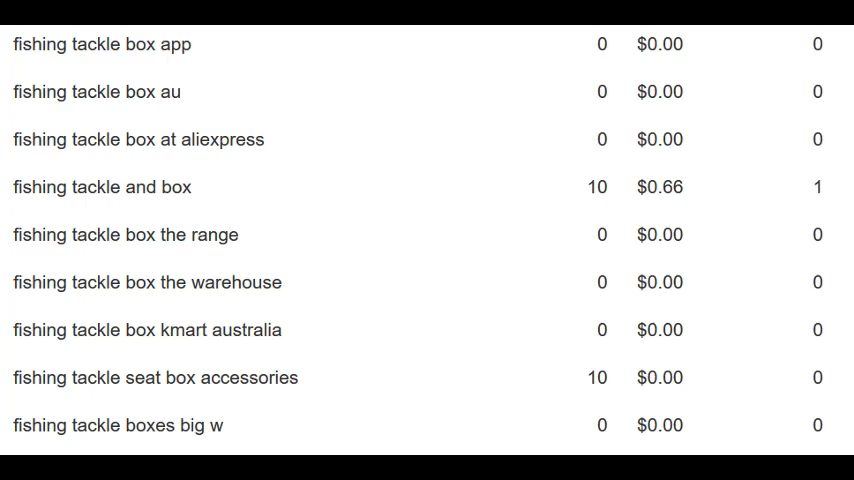 fishing tackle box app 0 $0.00 0
fishing tackle box au 0 $0.00 0
fishing tackle box at aliexpress 0 $0.00 0
fishing tackle and box 10 $0.66 1
fishing tackle box the range 0 $0.00 0
fishing tackle box the warehouse 0 $0.00 0
fishing tackle box kmart australia 0 $0.00 0
fishing tackle seat box accessories 10 $0.00 0
fishing tackle boxes big w 0 $0.00 0